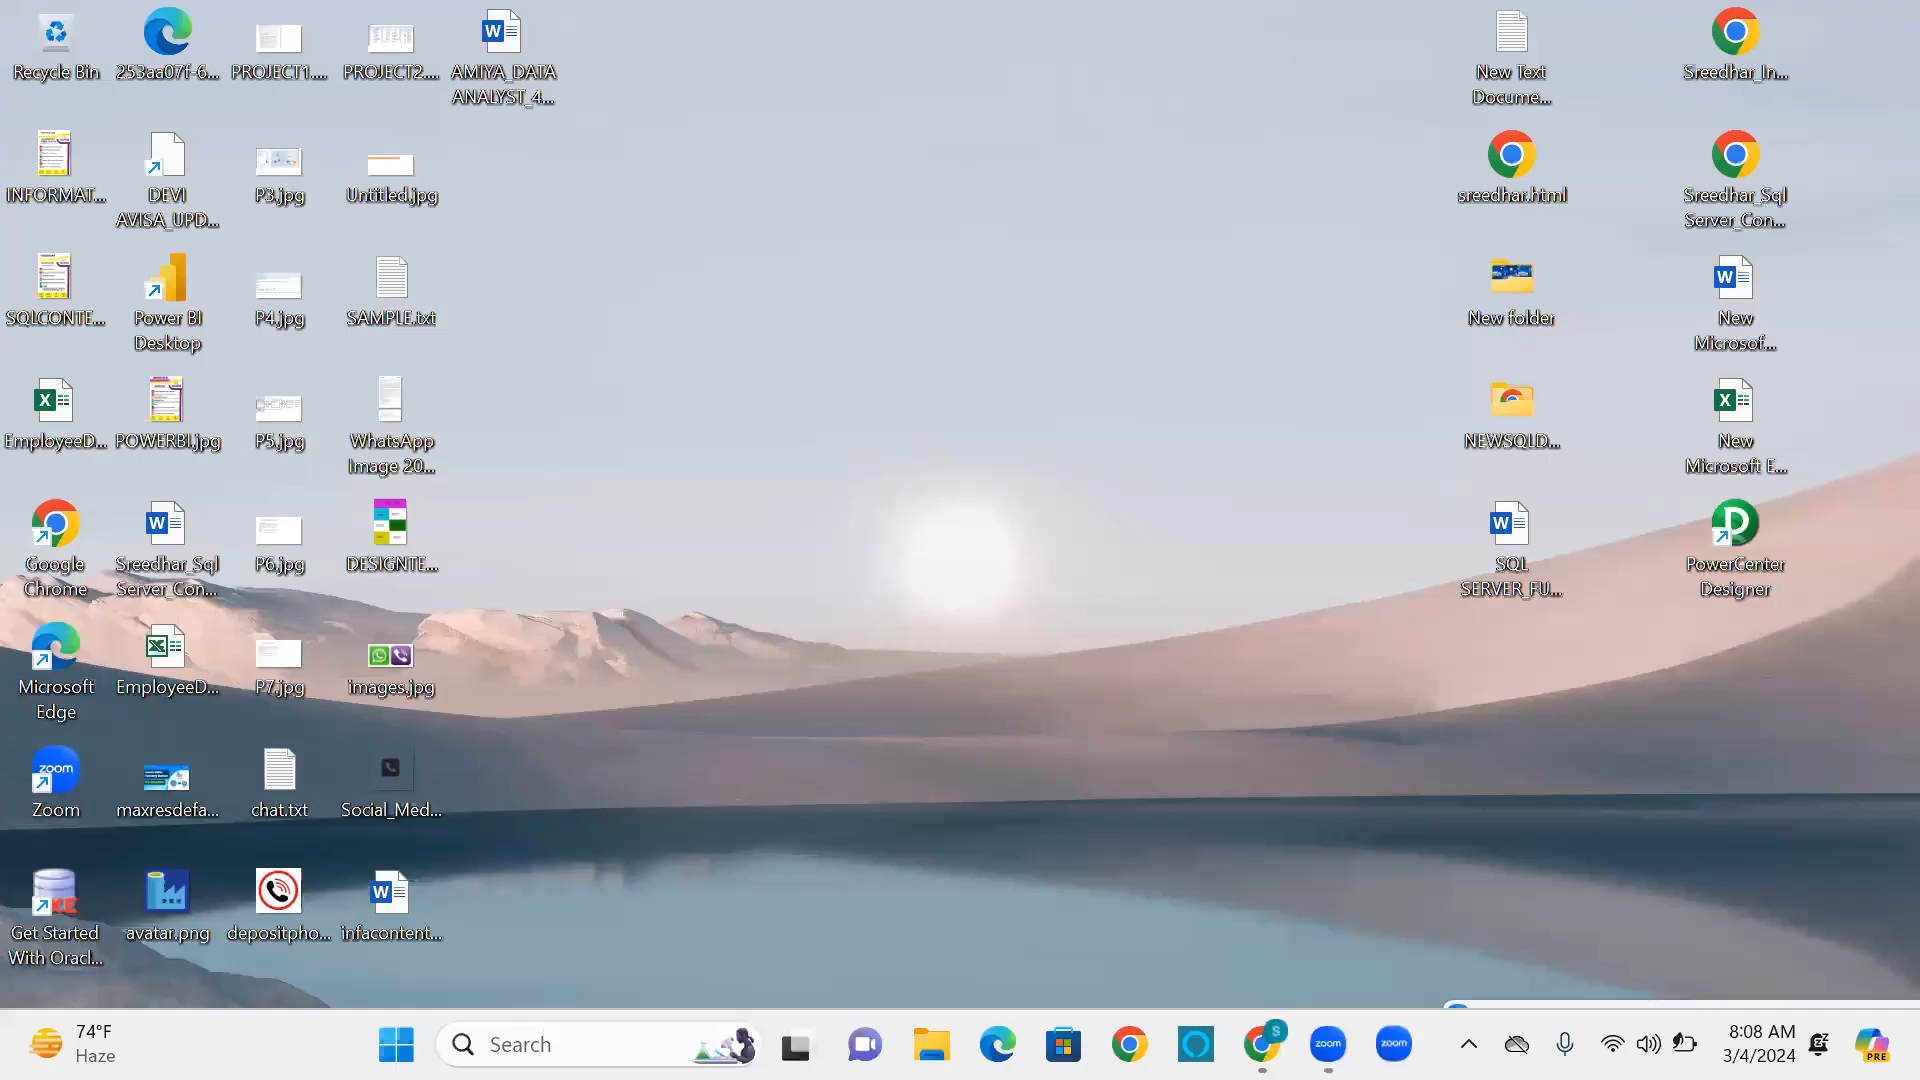 Recycle Bin
253aa07f-6...
PROJECT1....
PROJECT2....
AMIYA_DATA
ANALYST_4...
New Text
Docume...
Sreedhar_In...
INFORMAT...
DEVI
AVISA_UPD...
P3.jpg
Untitled.jpg
sreedhar.html
Sreedhar_Sql
Server_Con...
SQLCONTE...
Power BI
Desktop
P4.jpg
SAMPLE.txt
New folder
New
Microsof...
EmployeeD...
POWERBI.jpg
P5.jpg
WhatsApp
Image 20...
NEWSQLD...
New
Microsoft E...
Google
Chrome
Sreedhar_Sql
Server_Con...
P6.jpg
DESIGNTE...
SQL
SERVER_FU...
PowerCenter
Designer
Microsoft
Edge
EmployeeD...
P7.jpg
images.jpg
zoom
Zoom
maxresdefa...
chat.txt
Social_Med...
Get Started
With Oracl...
avatar.png
depositpho...
infacontent...
74°F
Haze
Search
S
zoom
zoom
8:08 AM
3/4/2024
PRE